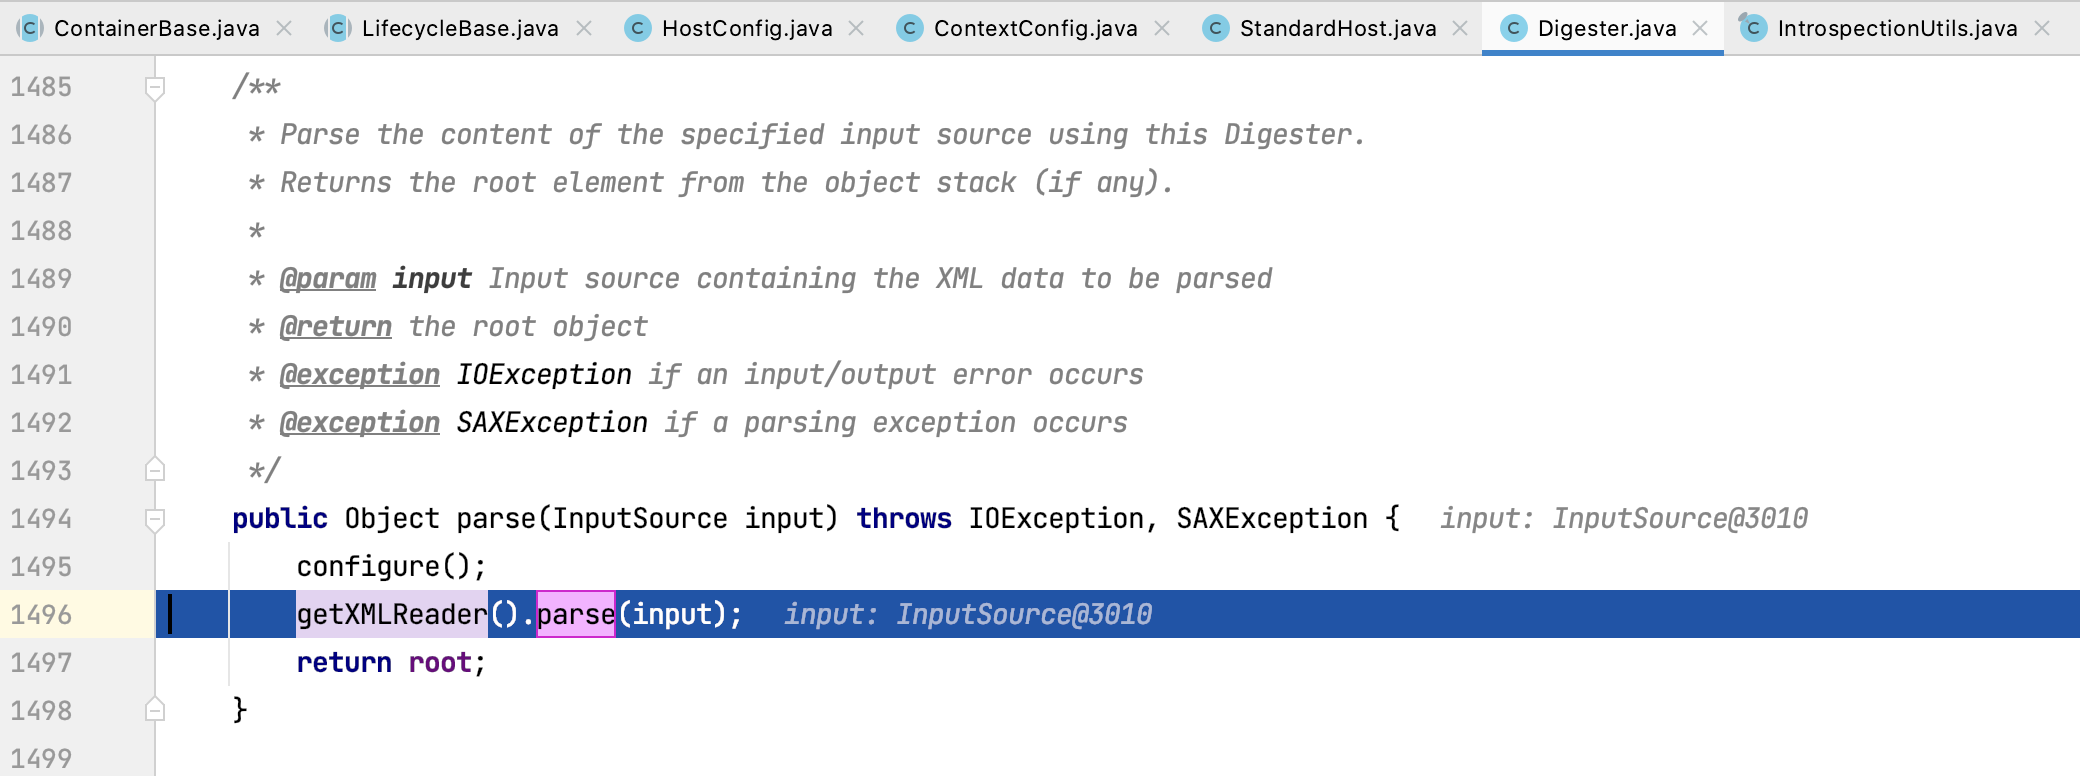 ContainerBase.java LifecycleBase.java HostConfig.java ContextConfig.java StandardHost.java Digester.java IntrospectionUtils.java
1485 /**
1486 * Parse the content of the specified input source using this Digester.
1487 * Returns the root element from the object stack (if any).
1488 *
1489 * @param input Input source containing the XML data to be parsed
1490 * @return the root object
1491 * @exception IOException if an input/output error occurs
1492 * @exception SAXException if a parsing exception occurs
1493 */
1494 public Object parse(InputSource input) throws IOException, SAXException { input: InputSource@3010
1495 configure();
1496 getXMLReader().parse(input); input: InputSource@3010
1497 return root;
1498 }
1499